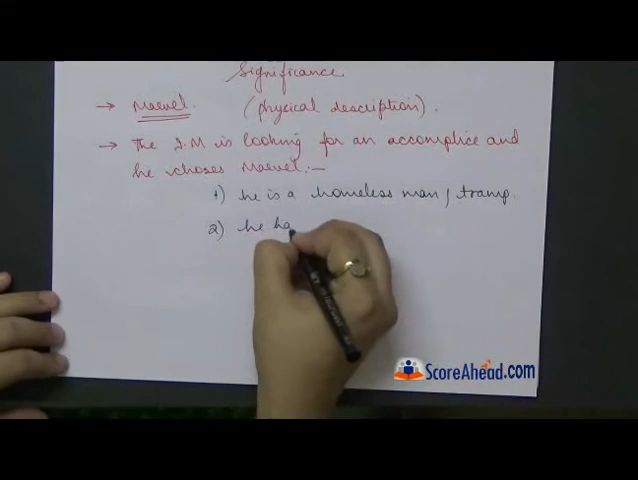 Significance
→ Marvel. (physical description).
→ The I.M is looking for an accomplice and
he choses Marvel:—
1) he is a homeless man / tramp.
2) he ha
ScoreAhead.com